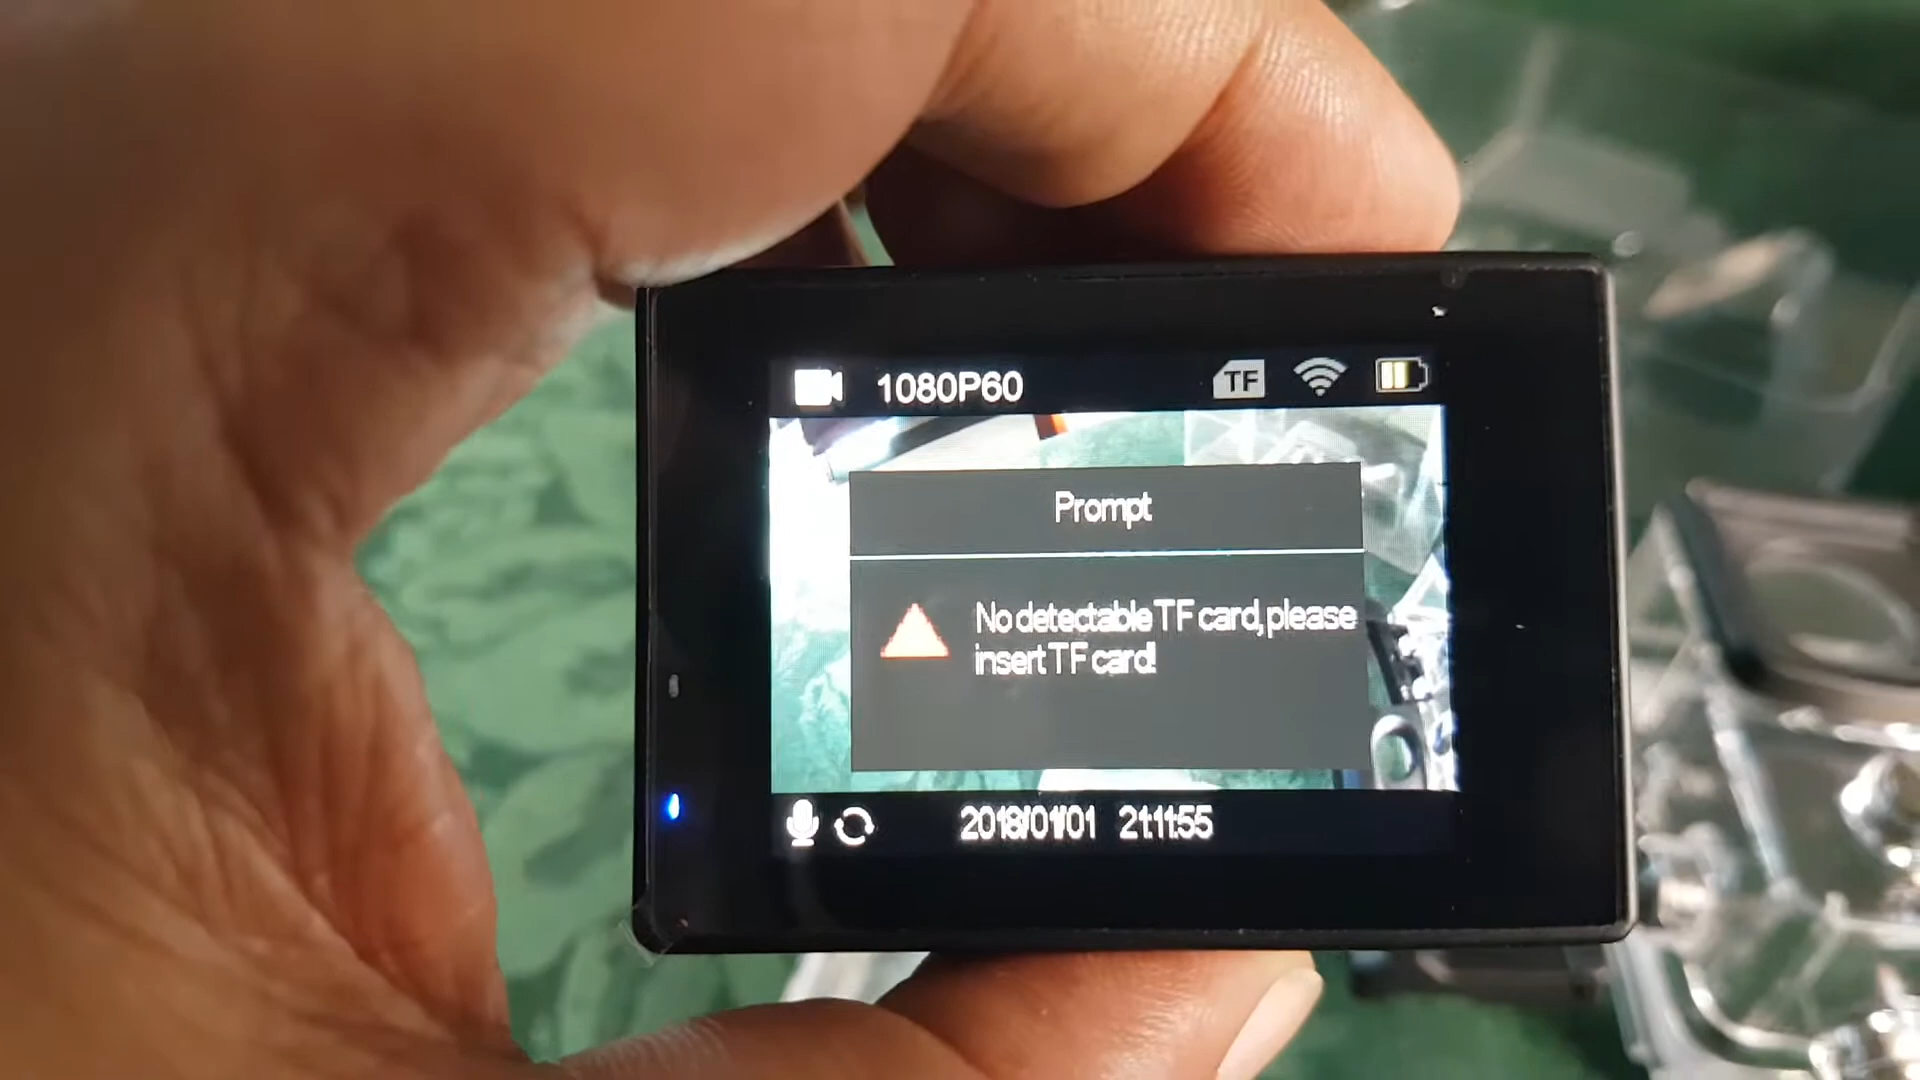 1080P60 TF
Prompt
No detectable TF card,please
insert TF card!
2018/01/01 21:11:55